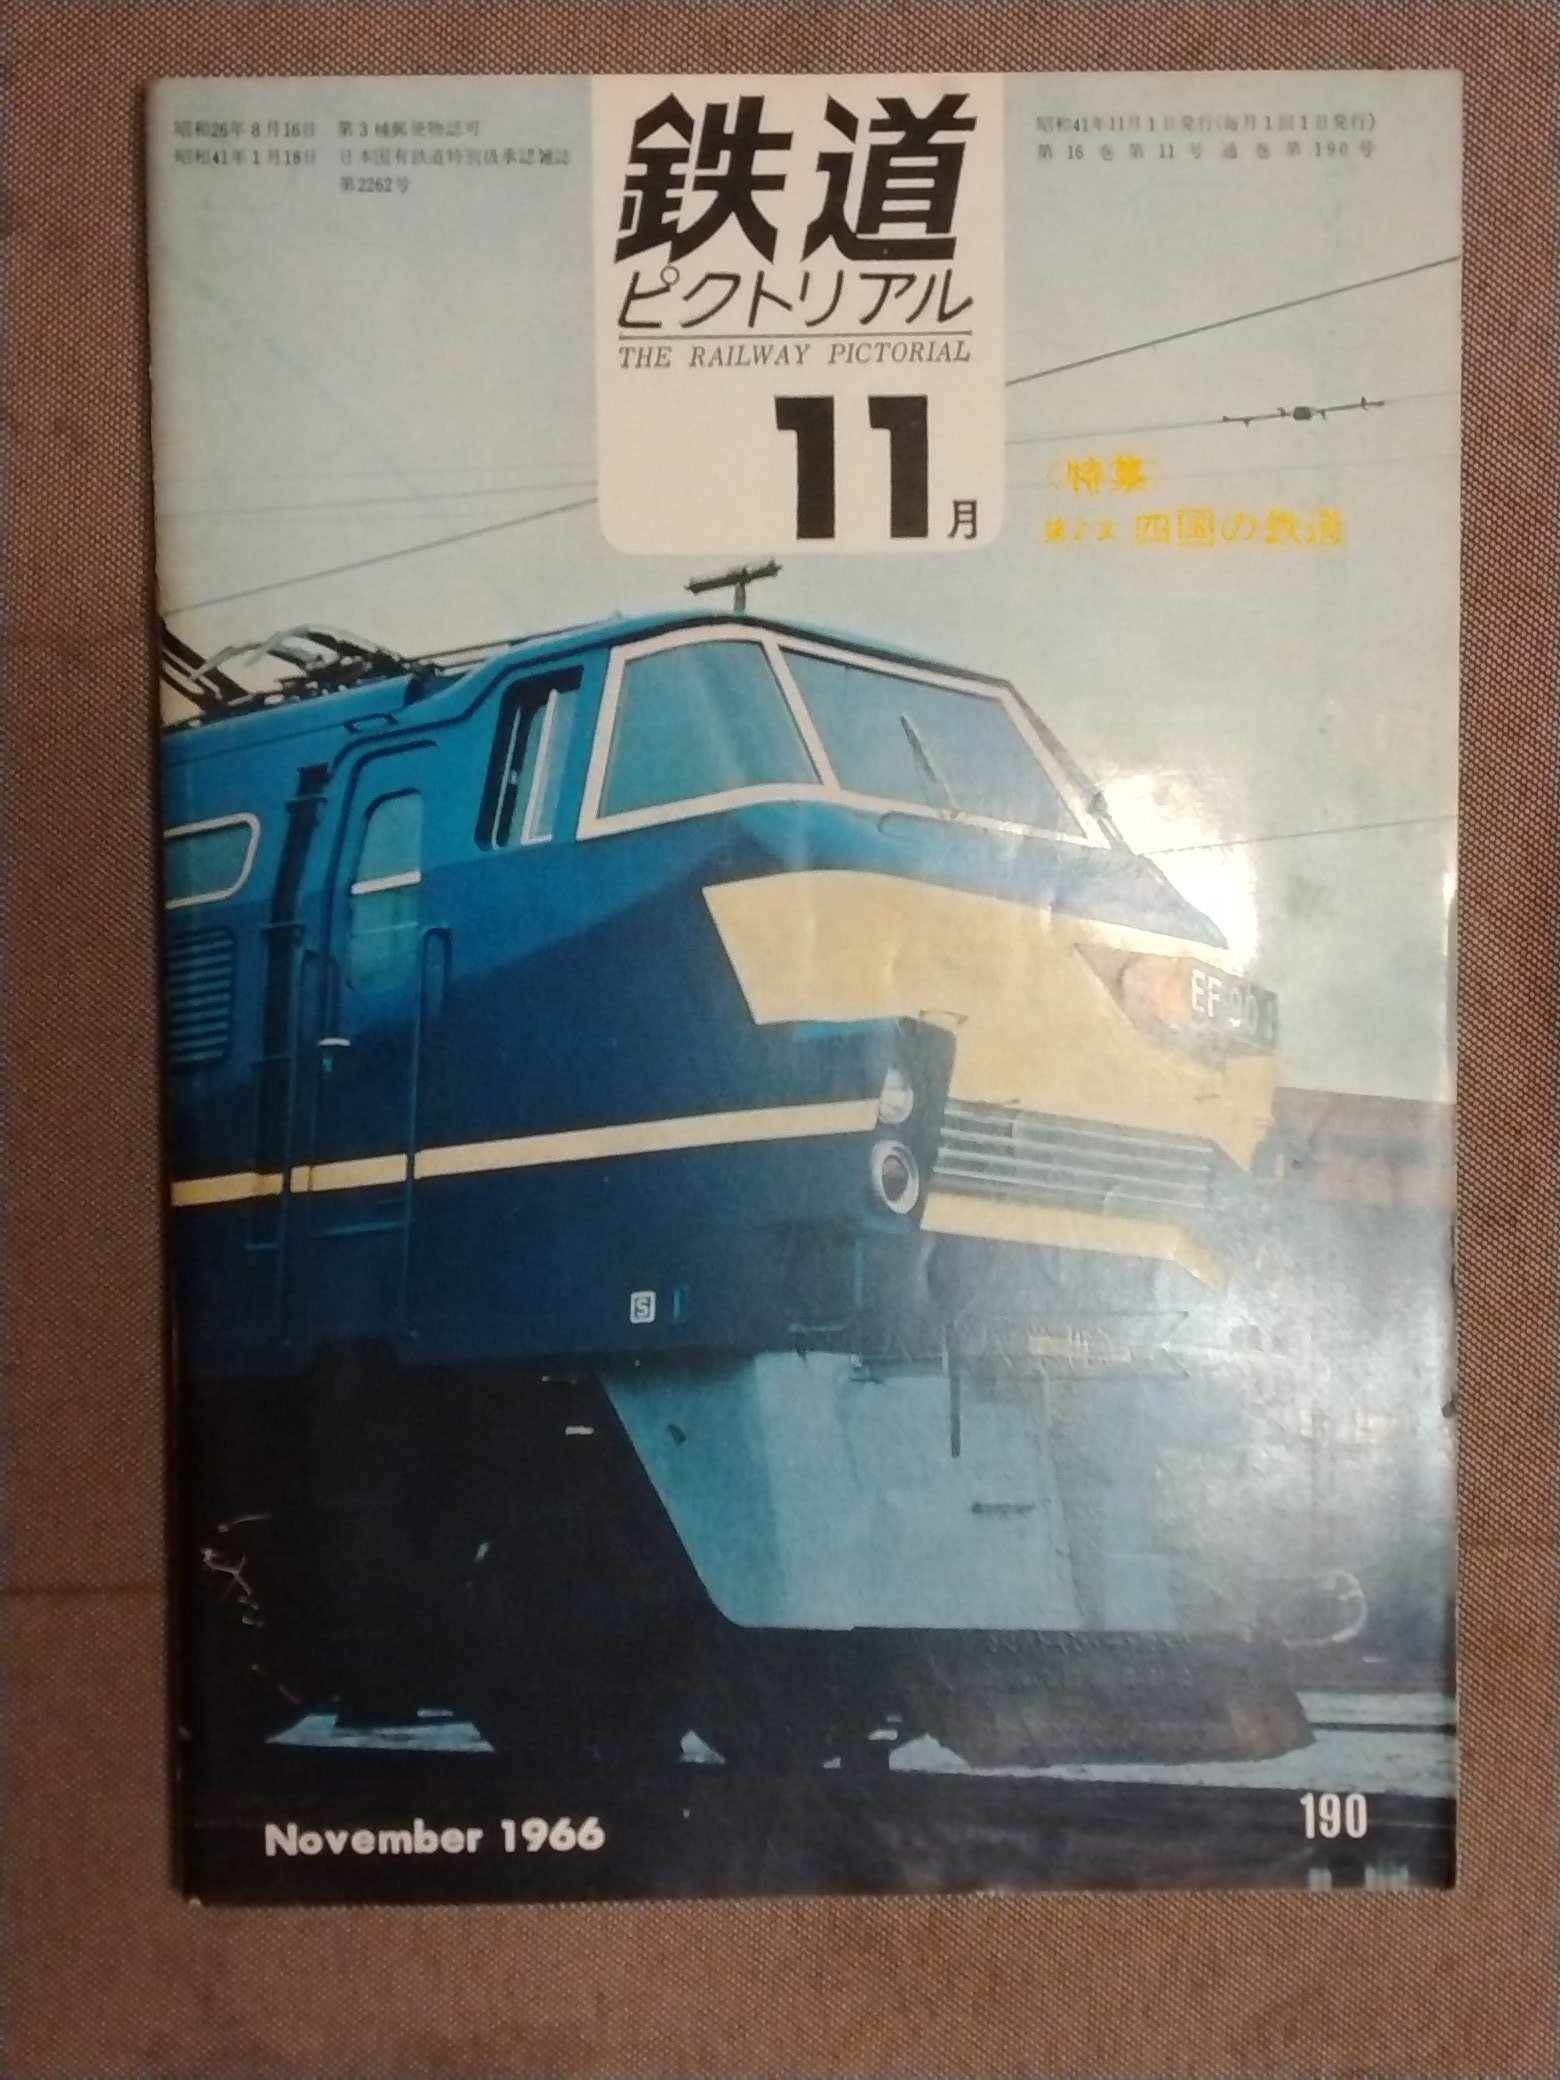 昭和26年8月16日　第3種郵便物認可
昭和41年1月18日　日本国有鉄道特別扱承認雑誌
第2262号
鉄道
ピクトリアル
THE RAILWAY PICTORIAL
11月
昭和41年11月1日発行(毎月1回1日発行)
第16巻第11号通巻第190号
〈特集〉
第2次 四国の鉄道
EF 90 1
S
November 1966
190